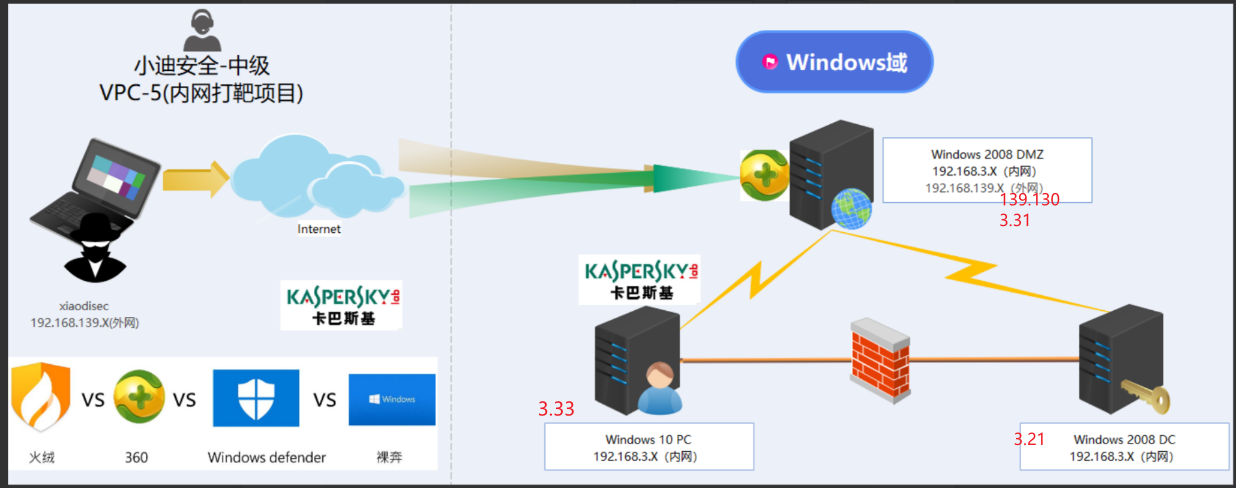 小迪安全-中级
VPC-5(内网打靶项目)
Windows域
Internet
xiaodisec
192.168.139.X(外网)
KASPERSKY
卡巴斯基
火绒
VS
360
VS
Windows defender
VS
Windows
裸奔
Windows 2008 DMZ
192.168.3.X（内网）
192.168.139.X（外网）
139.130
3.31
KASPERSKY
卡巴斯基
3.33
Windows 10 PC
192.168.3.X（内网）
3.21
Windows 2008 DC
192.168.3.X（内网）